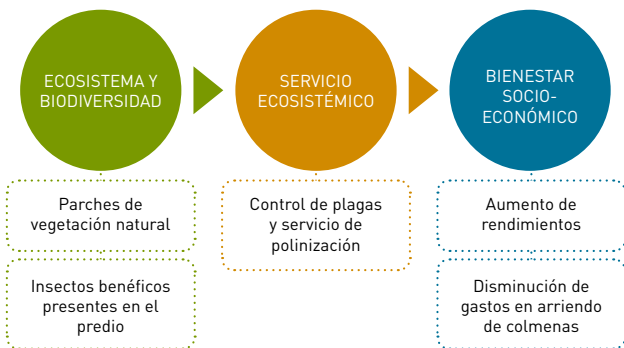 ECOSISTEMA Y
BIODIVERSIDAD
SERVICIO
ECOSISTÉMICO
BIENESTAR
SOCIO-
ECONÓMICO
Parches de
vegetación natural
Insectos benéficos
presentes en el
predio
Control de plagas
y servicio de
polinización
Aumento de
rendimientos
Disminución de
gastos en arriendo
de colmenas